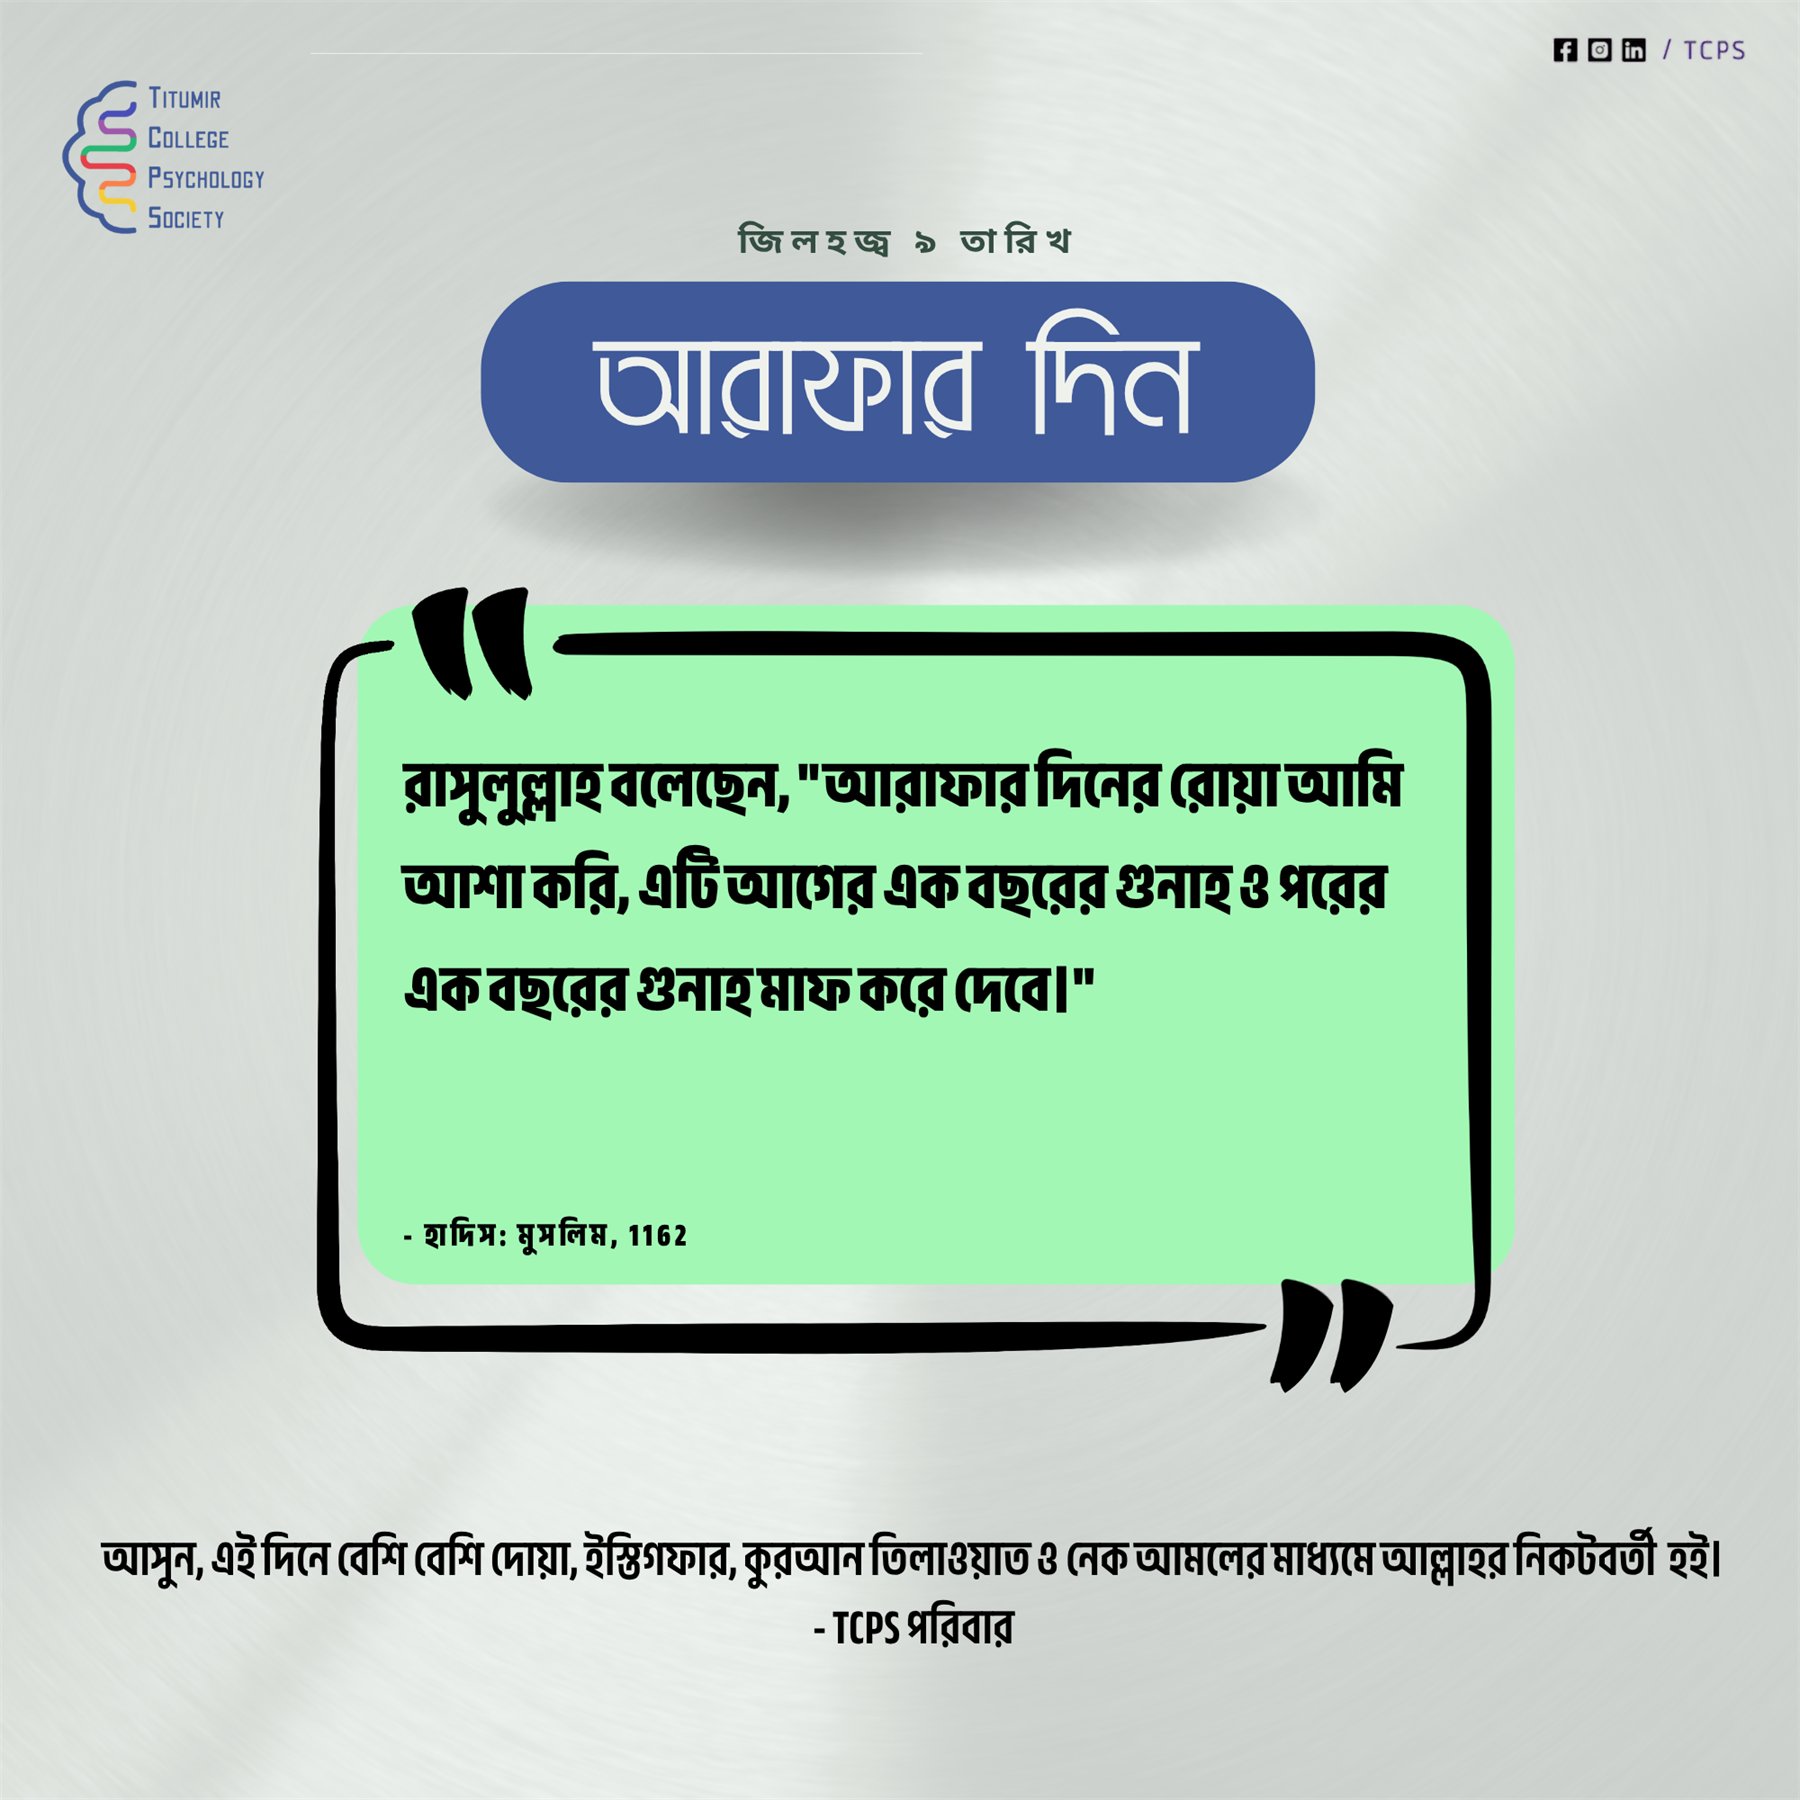 / TCPS
TITUMIR
COLLEGE
PSYCHOLOGY
SOCIETY
জিলহজ্ব ৯ তারিখ
আরাফার দিন
রাসুলুল্লাহ বলেছেন, "আরাফার দিনের রোযা আমি
আশা করি, এটি আগের এক বছরের গুনাহ ও পরের
এক বছরের গুনাহ মাফ করে দেবে।"
- হাদিস: মুসলিম, 1162
আসুন, এই দিনে বেশি বেশি দোয়া, ইস্তিগফার, কুরআন তিলাওয়াত ও নেক আমলের মাধ্যমে আল্লাহর নিকটবর্তী হই।
- TCPS পরিবার